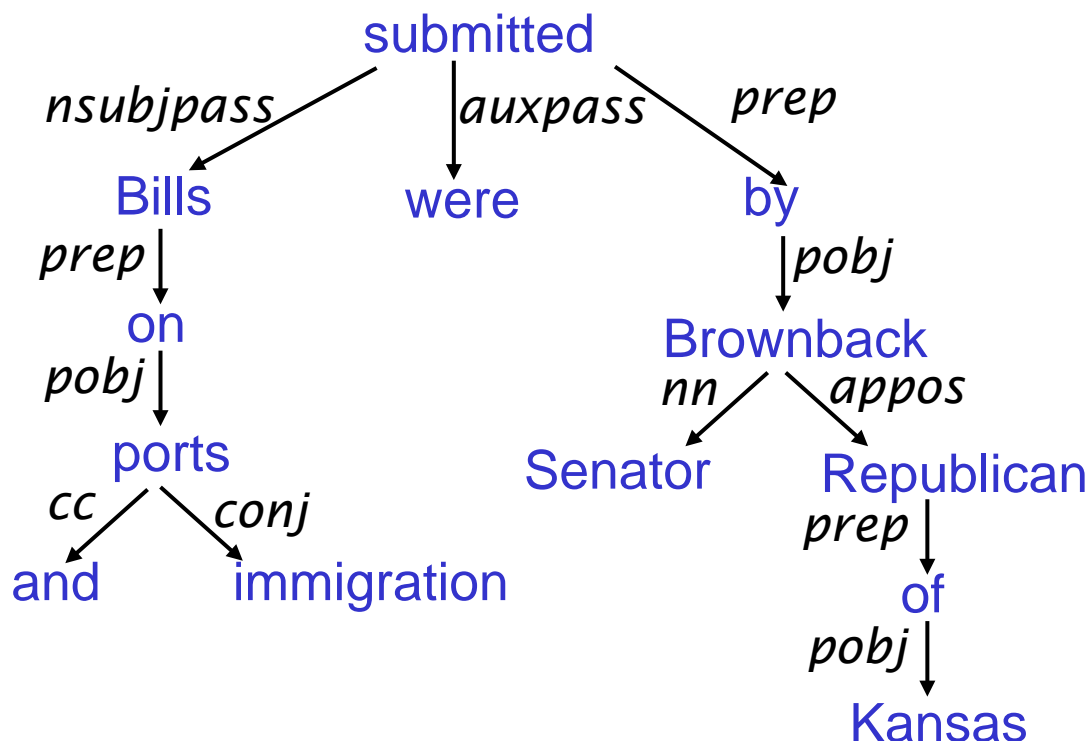 submitted
nsubjpass auxpass prep
Bills were by
prep pobj
on Brownback
pobj nn appos
ports Senator Republican
cc conj prep
and immigration of
pobj
Kansas